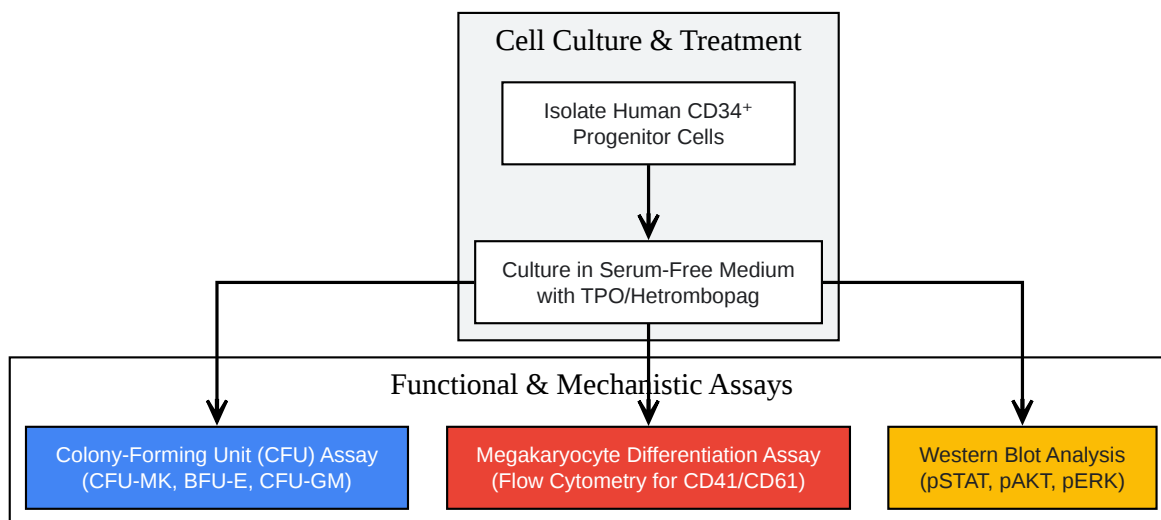 Cell Culture & Treatment
Isolate Human CD34⁺
Progenitor Cells
Culture in Serum-Free Medium
with TPO/Hetrombopag
Functional & Mechanistic Assays
Colony-Forming Unit (CFU) Assay
(CFU-MK, BFU-E, CFU-GM)
Megakaryocyte Differentiation Assay
(Flow Cytometry for CD41/CD61)
Western Blot Analysis
(pSTAT, pAKT, pERK)